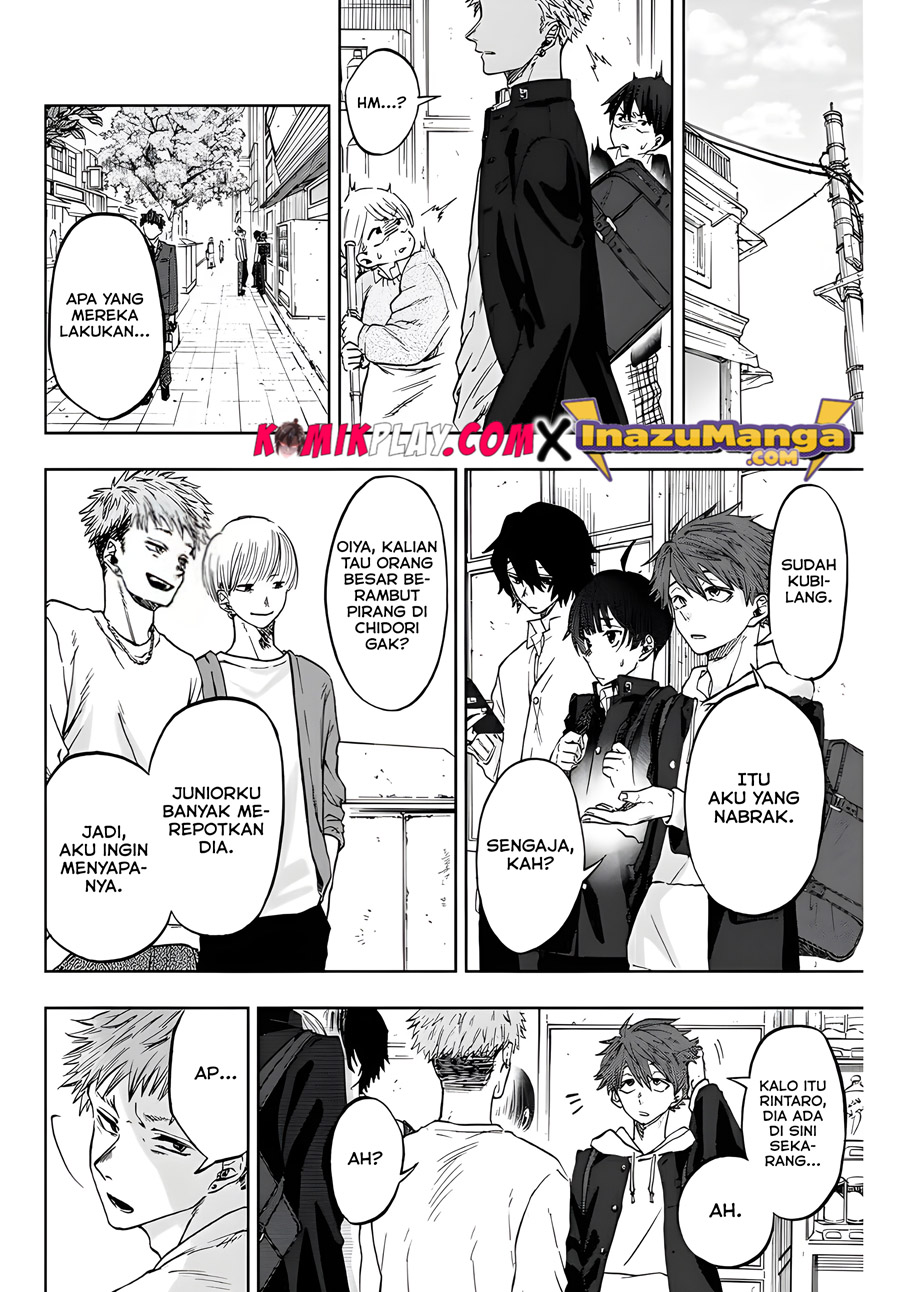 HM...?
APA YANG
MEREKA
LAKUKAN...
KOMIKPLAY.COM X INAZUMANGA
.COM
SUDAH
KUBI-
LANG.
ITU
AKU YANG
NABRAK.
SENGAJA,
KAH?
OIYA, KALIAN
TAU ORANG
BESAR BE-
RAMBUT
PIRANG DI
CHIDORI
GAK?
JUNIORKU
BANYAK ME-
REPOTKAN
DIA.
JADI,
AKU INGIN
MENYAPA-
NYA.
KALO ITU
RINTARO,
DIA ADA
DI SINI
SEKA-
RANG...
AH.
AH?
AP...